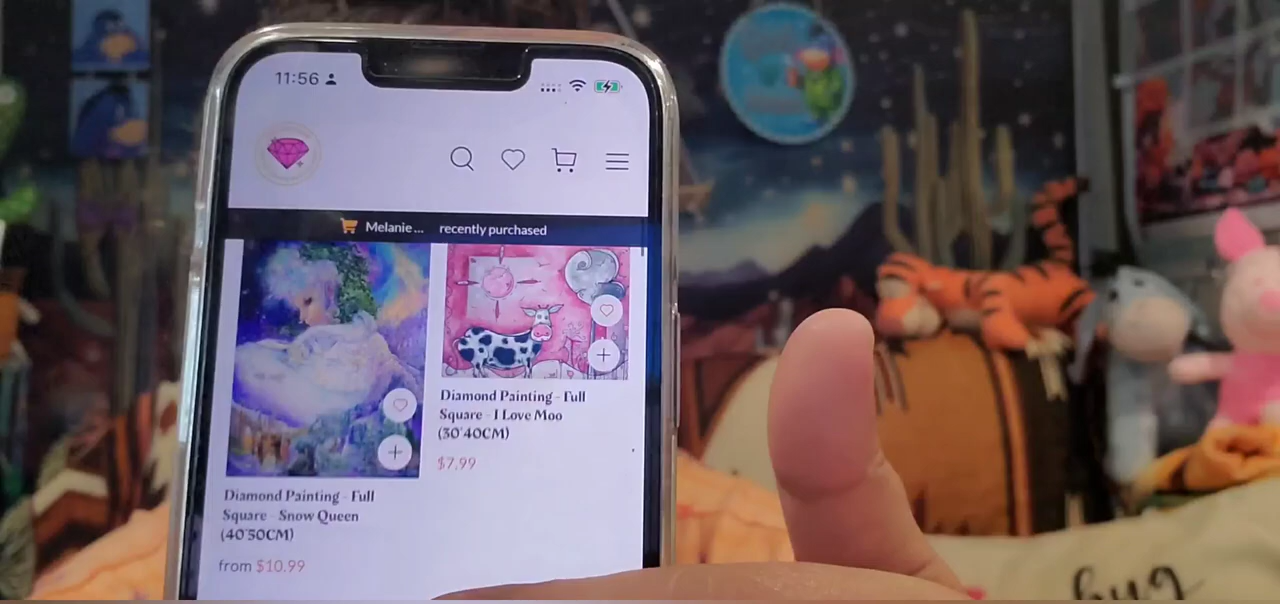 11:56
Melanie ... recently purchased
Diamond Painting - Full
Square - I Love Moo
(30*40CM)
$7.99
Diamond Painting - Full
Square - Snow Queen
(40*50CM)
from $10.99
hug